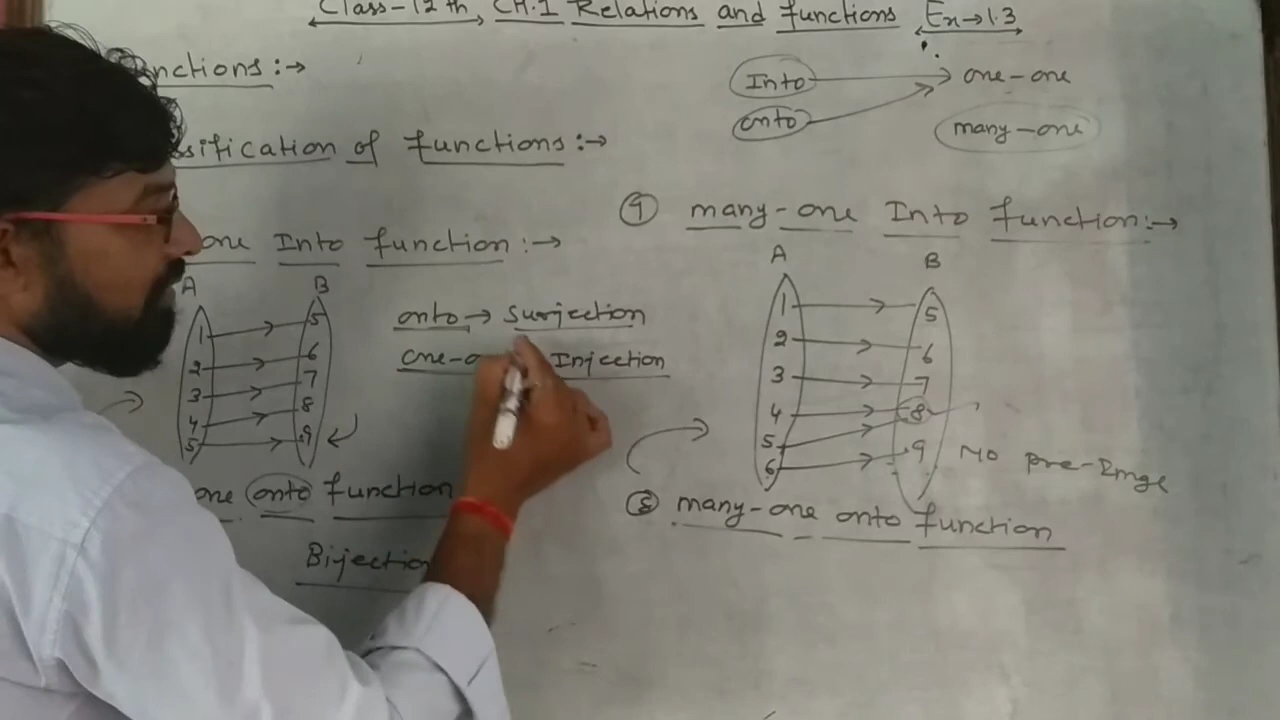 Class-12th, CH.1 Relations and functions Ex→1.3
nctions:→
Into one-one
onto many-one
sification of functions:→
one Into function:→
A B
1 5
2 6
3 7
4 8
5 9
onto→ Surjection
one-o Injection
one onto function
Bijection
many-one Into function:→
A B
1 5
2 6
3 7
4 8
5 9
6
No pre-Image
many-one onto function